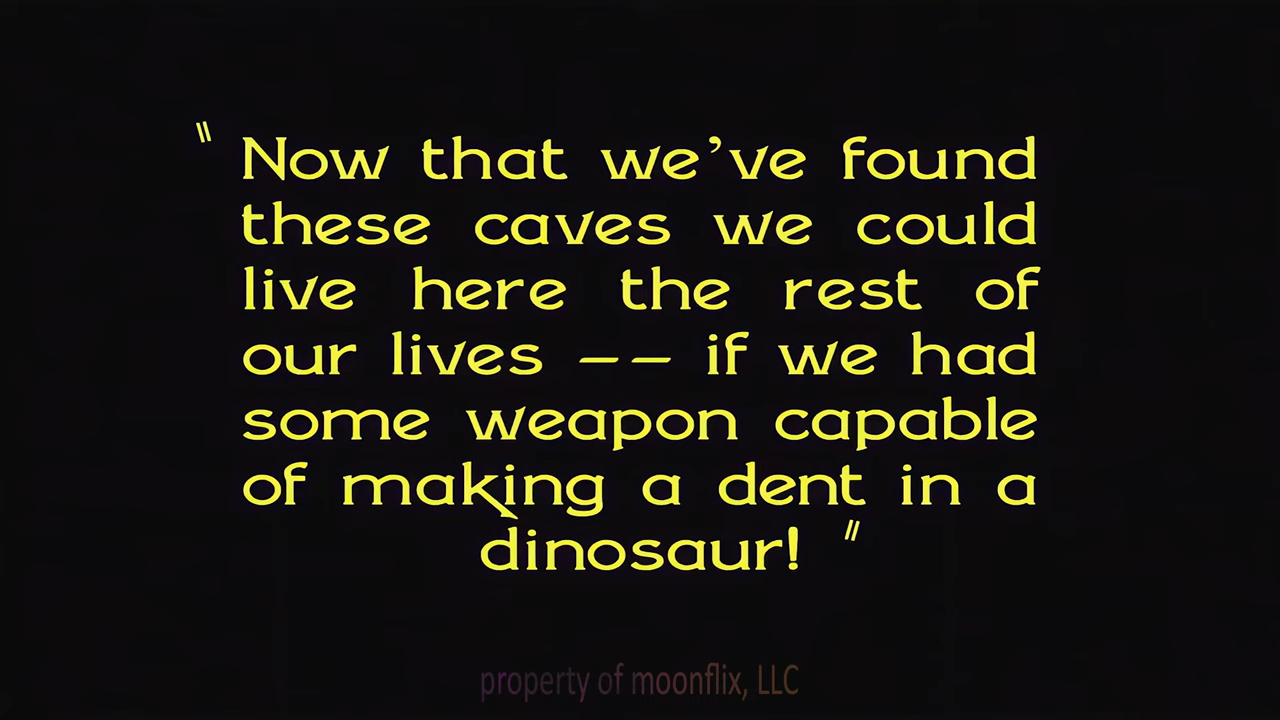 " Now that we've found
these caves we could
live here the rest of
our lives -- if we had
some weapon capable
of making a dent in a
dinosaur! "
property of moonflix, LLC